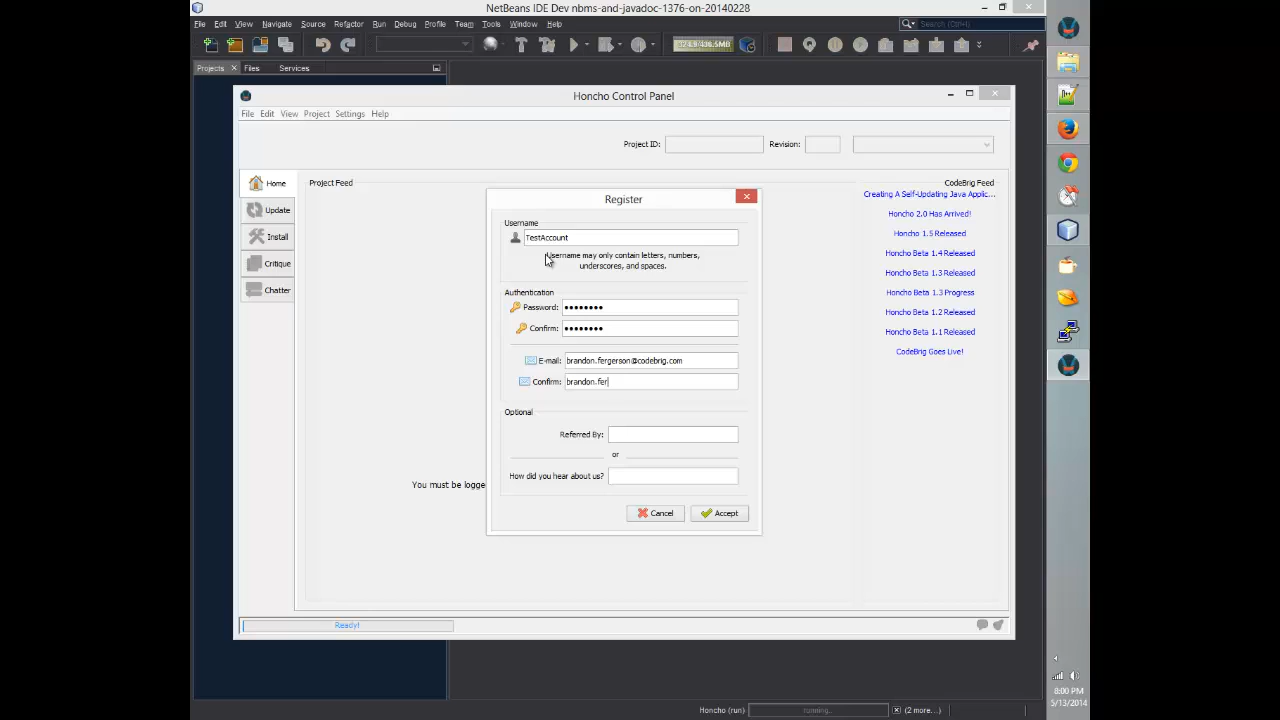 NetBeans IDE Dev nbms-and-javadoc-1376-on-20140228
File Edit View Navigate Source Refactor Run Debug Profile Team Tools Window Help
Search (Ctrl+I)
Projects Files Services
Honcho Control Panel
File Edit View Project Settings Help
Project ID: Revision:
Home
Update
Install
Critique
Chatter
Project Feed
You must be logge
CodeBrig Feed
Creating A Self-Updating Java Applic...
Honcho 2.0 Has Arrived!
Honcho 1.5 Released
Honcho Beta 1.4 Released
Honcho Beta 1.3 Released
Honcho Beta 1.3 Progress
Honcho Beta 1.2 Released
Honcho Beta 1.1 Released
CodeBrig Goes Live!
Register
Username
TestAccount
Username may only contain letters, numbers,
underscores, and spaces.
Authentication
Password: ••••••••
Confirm: ••••••••
E-mail: brandon.fergerson@codebrig.com
Confirm: brandon.fer
Optional
Referred By:
or
How did you hear about us?
Cancel Accept
Ready!
Honcho (run) running... (2 more...)
8:00 PM
5/13/2014